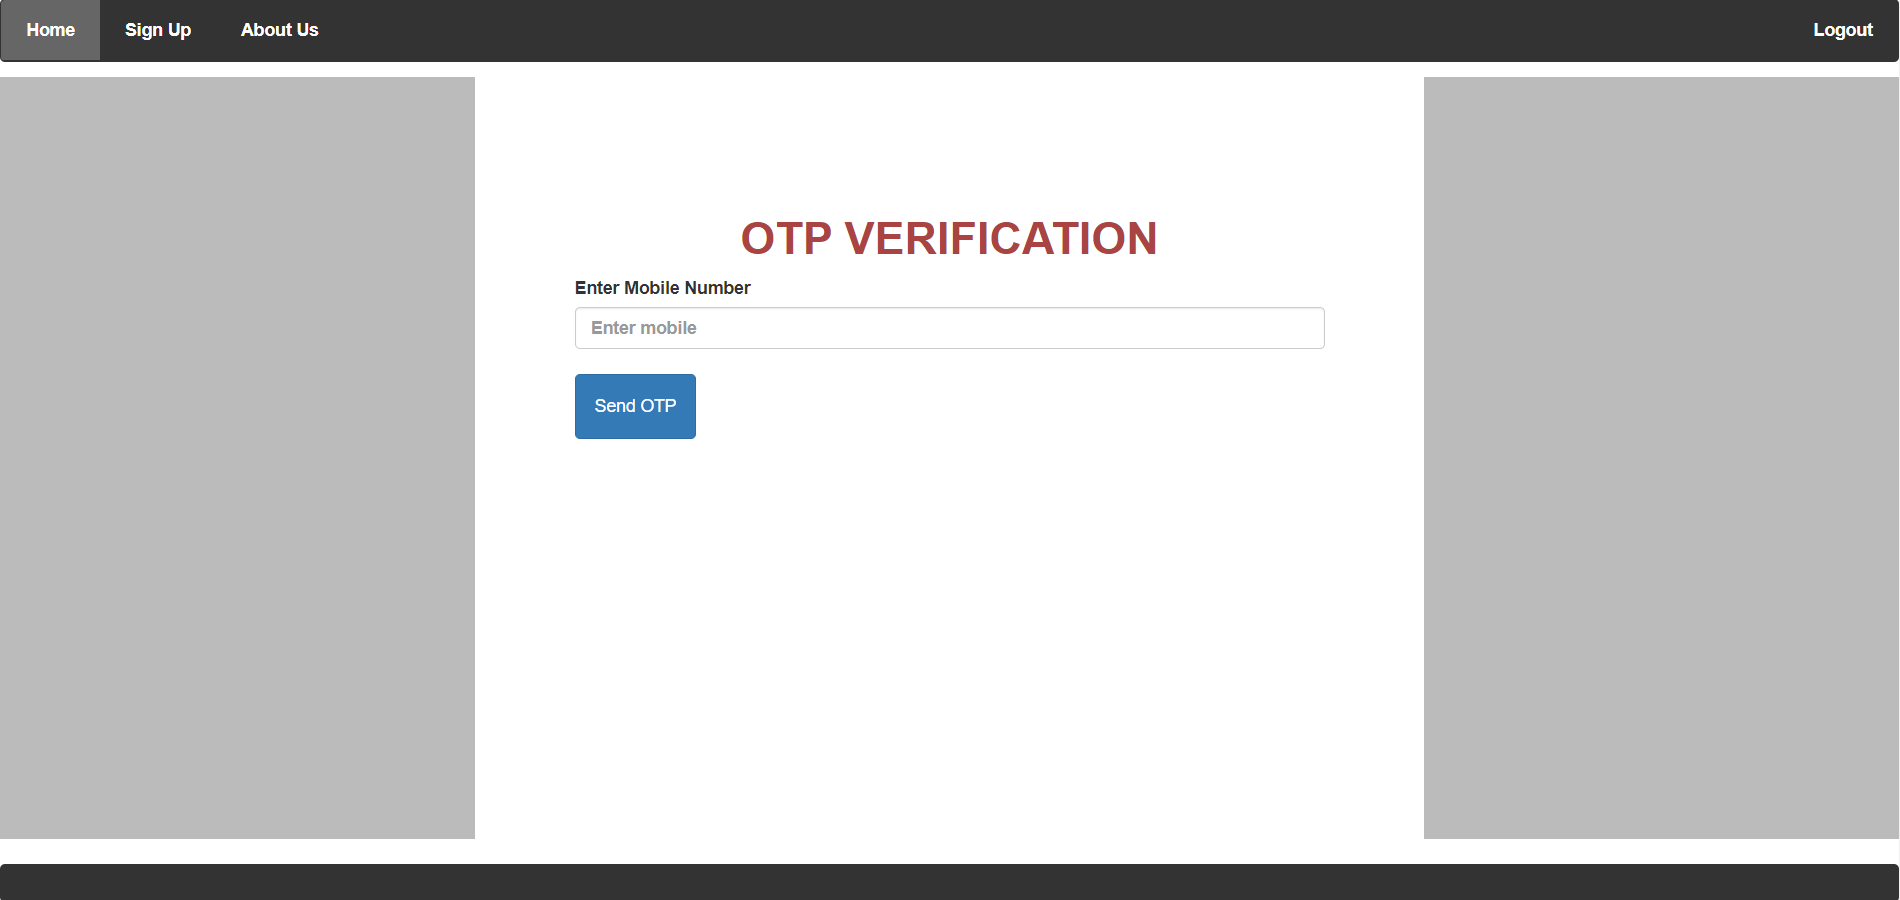 Home Sign Up About Us Logout
OTP VERIFICATION
Enter Mobile Number
Enter mobile
Send OTP